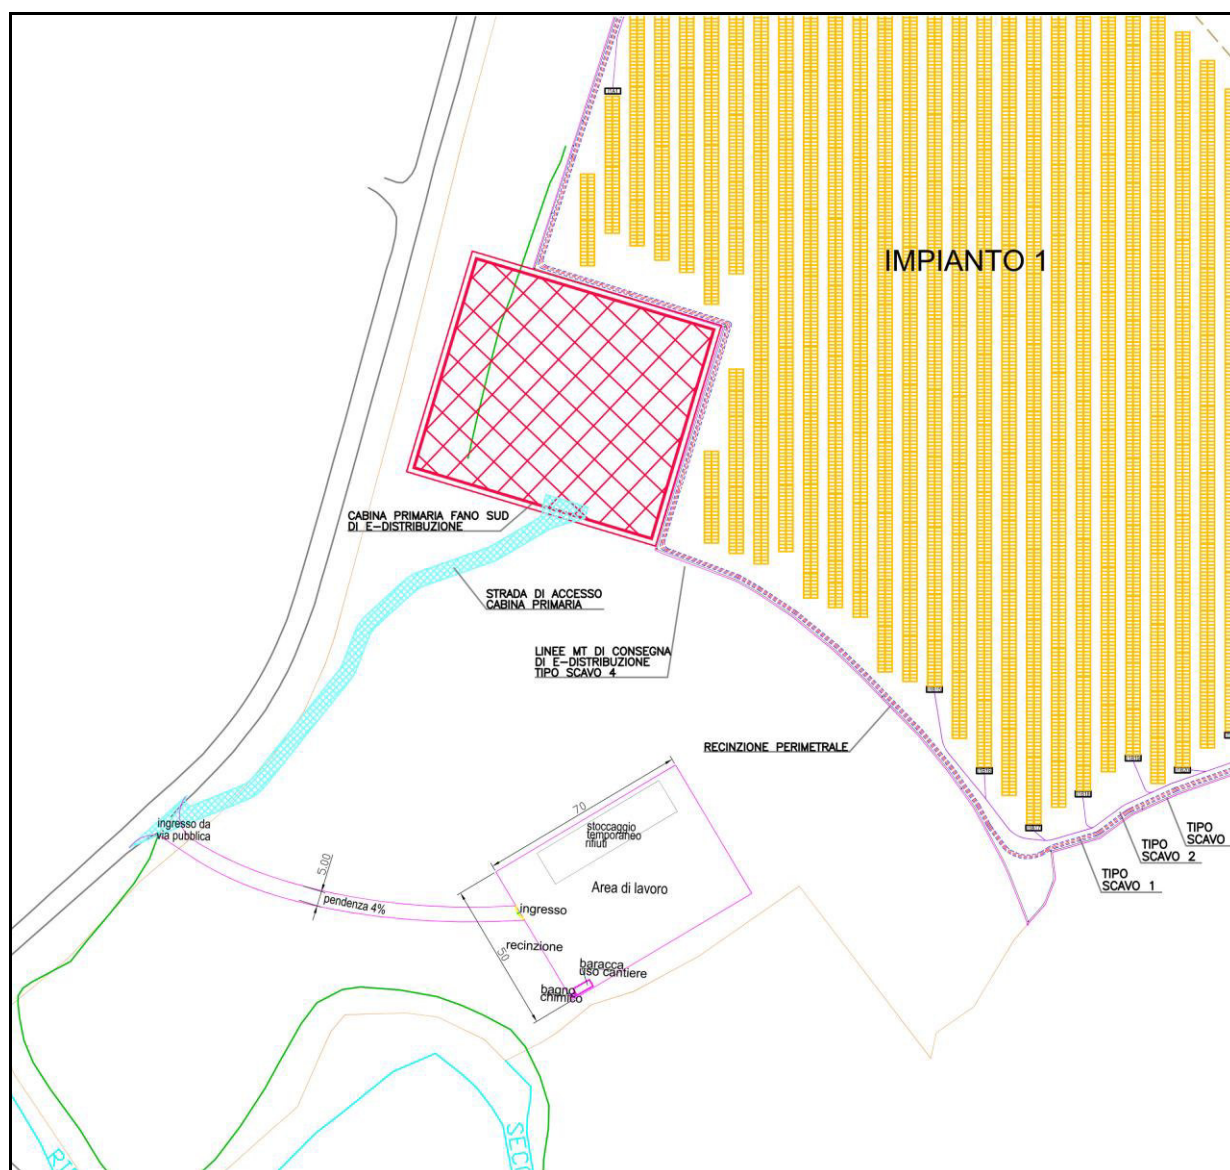 IMPIANTO 1
CABINA PRIMARIA FANO SUD
DI E-DISTRIBUZIONE
STRADA DI ACCESSO
CABINA PRIMARIA
LINEE MT DI CONSEGNA
DI E-DISTRIBUZIONE
TIPO SCAVO 4
RECINZIONE PERIMETRALE
70
stoccaggio
temporaneo
rifiuti
Area di lavoro
ingresso da
via pubblica
5.00
pendenza 4%
ingresso
recinzione
50
baracca
uso cantiere
bagno
chimico
TIPO
SCAVO
TIPO
SCAVO 2
TIPO
SCAVO 1